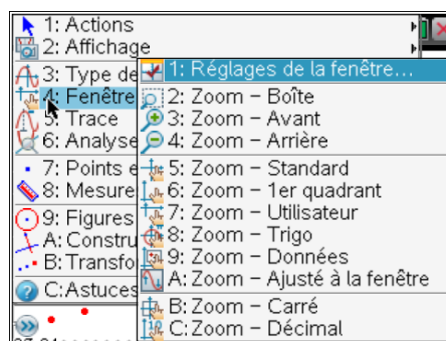 1: Actions
2: Affichage
3: Type de
4: Fenêtre
5: Trace
6: Analyse
7: Points e
8: Mesure
9: Figures
A: Constru
B: Transfo
C: Astuces
1: Réglages de la fenêtre...
2: Zoom – Boîte
3: Zoom – Avant
4: Zoom – Arrière
5: Zoom – Standard
6: Zoom – 1er quadrant
7: Zoom – Utilisateur
8: Zoom – Trigo
9: Zoom – Données
A: Zoom – Ajusté à la fenêtre
B: Zoom – Carré
C: Zoom – Décimal